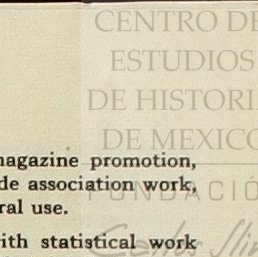 CENTRO DE
ESTUDIOS
DE HISTORI
DE MEXICO
FUNDACIÓ
Carlos Slim
magazine promotion,
de association work,
ral use.
ith statistical work